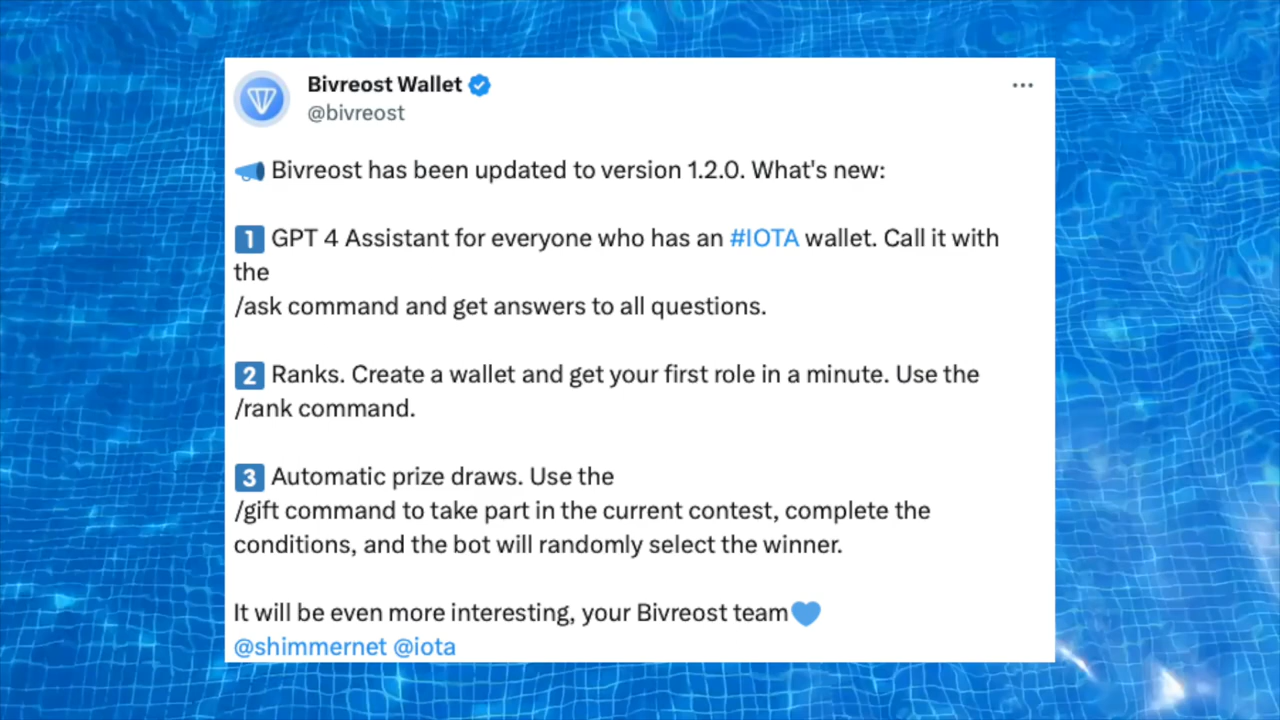 Bivreost Wallet
@bivreost
📣 Bivreost has been updated to version 1.2.0. What's new:
1️⃣ GPT 4 Assistant for everyone who has an #IOTA wallet. Call it with
the
/ask command and get answers to all questions.
2️⃣ Ranks. Create a wallet and get your first role in a minute. Use the
/rank command.
3️⃣ Automatic prize draws. Use the
/gift command to take part in the current contest, complete the
conditions, and the bot will randomly select the winner.
It will be even more interesting, your Bivreost team💙
@shimmernet @iota